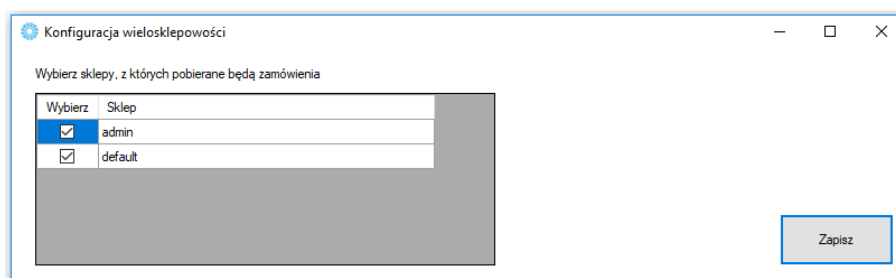 Konfiguracja wielosklepowości
Wybierz sklepy, z których pobierane będą zamówienia
Wybierz Sklep
admin
default
Zapisz